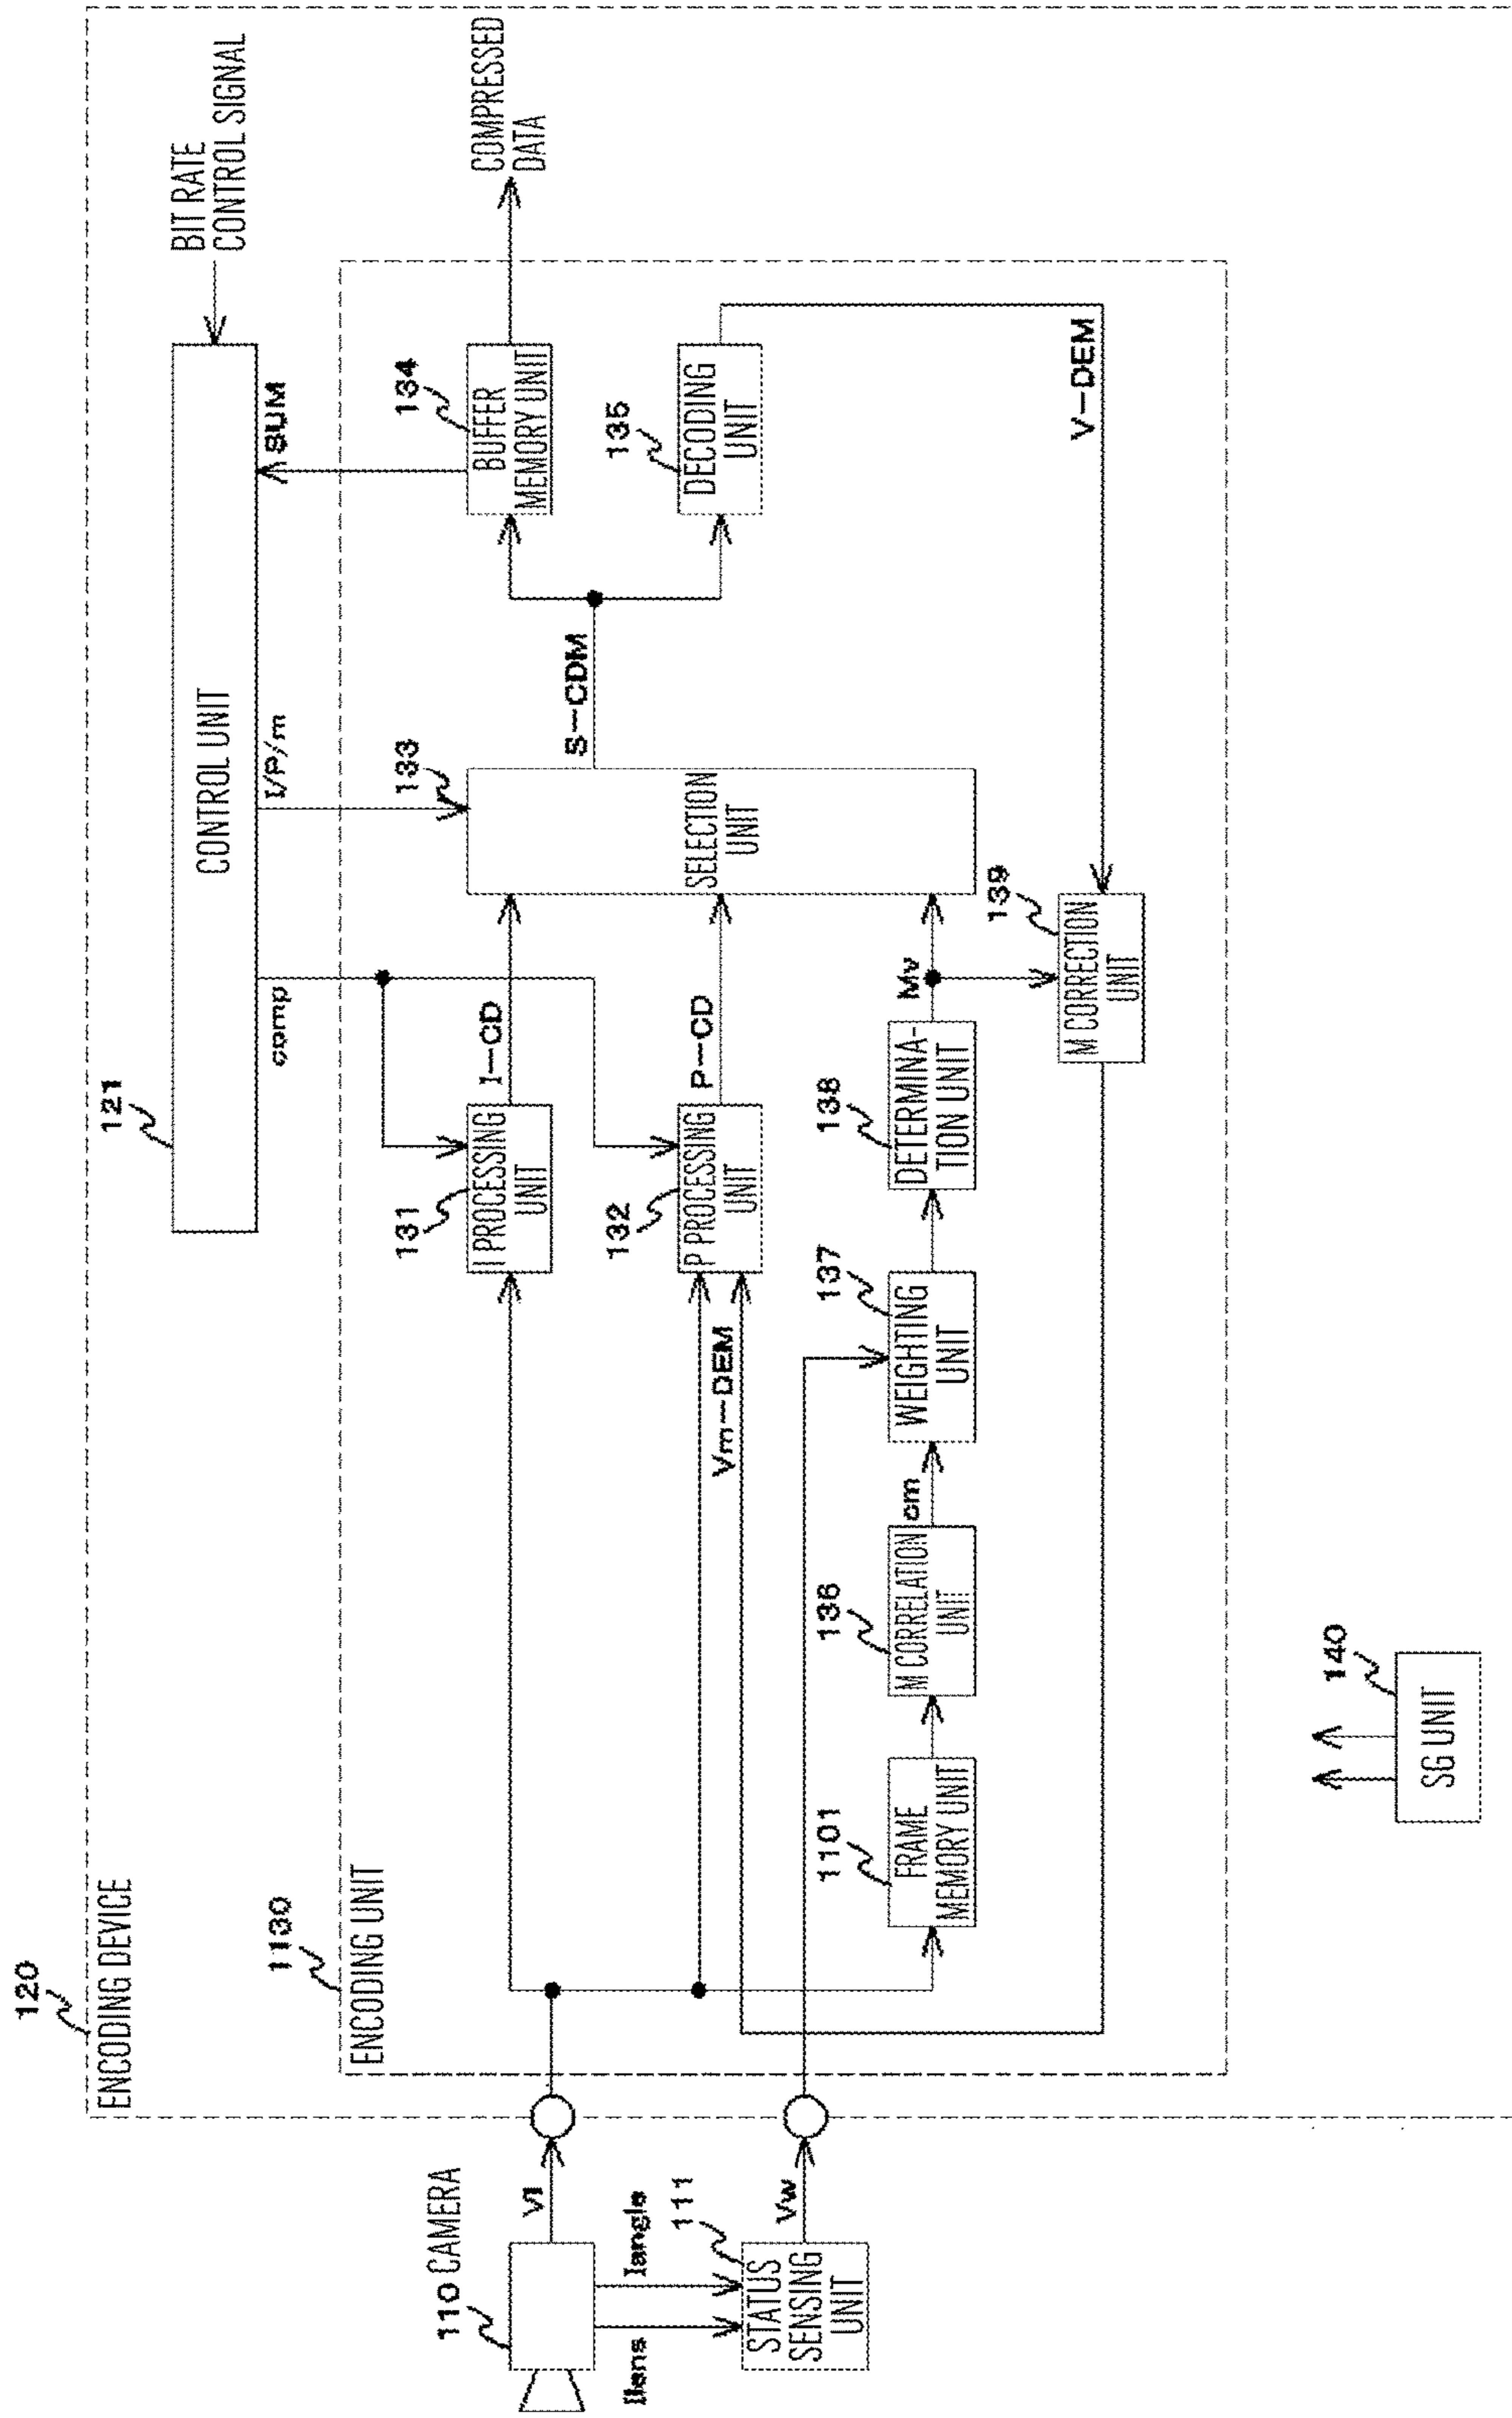 120
ENCODING DEVICE
121
CONTROL UNIT
BIT RATE
CONTROL SIGNAL
comp
I/P/m
SUM
1130
ENCODING UNIT
110 CAMERA
VI
Ilens
Iangle
111
STATUS
SENSING
UNIT
Vw
131
I PROCESSING
UNIT
I-CD
132
P PROCESSING
UNIT
P-CD
Vm-DEM
133
SELECTION
UNIT
S-CDM
134
BUFFER
MEMORY UNIT
COMPRESSED
DATA
135
DECODING
UNIT
V-DEM
1101
FRAME
MEMORY UNIT
136
M CORRELATION
UNIT
cm
137
WEIGHTING
UNIT
138
DETERMINA-
TION UNIT
Mv
139
M CORRECTION
UNIT
140
SG UNIT